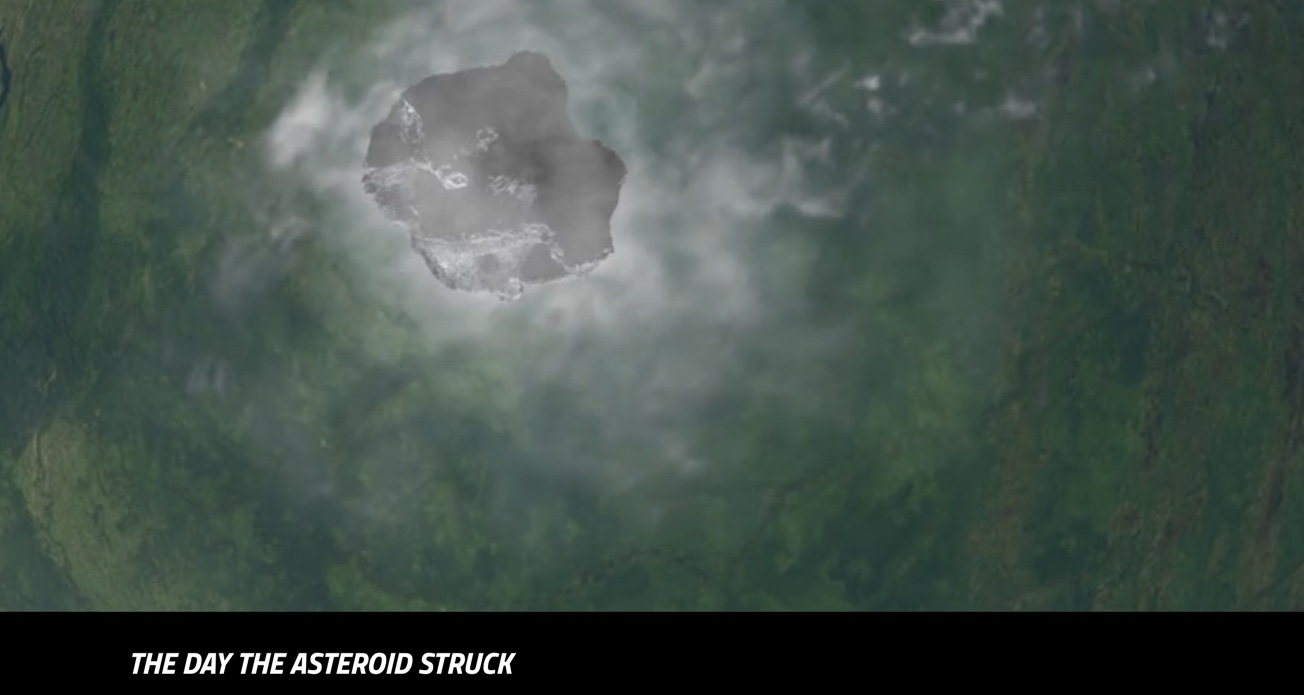 THE DAY THE ASTEROID STRUCK